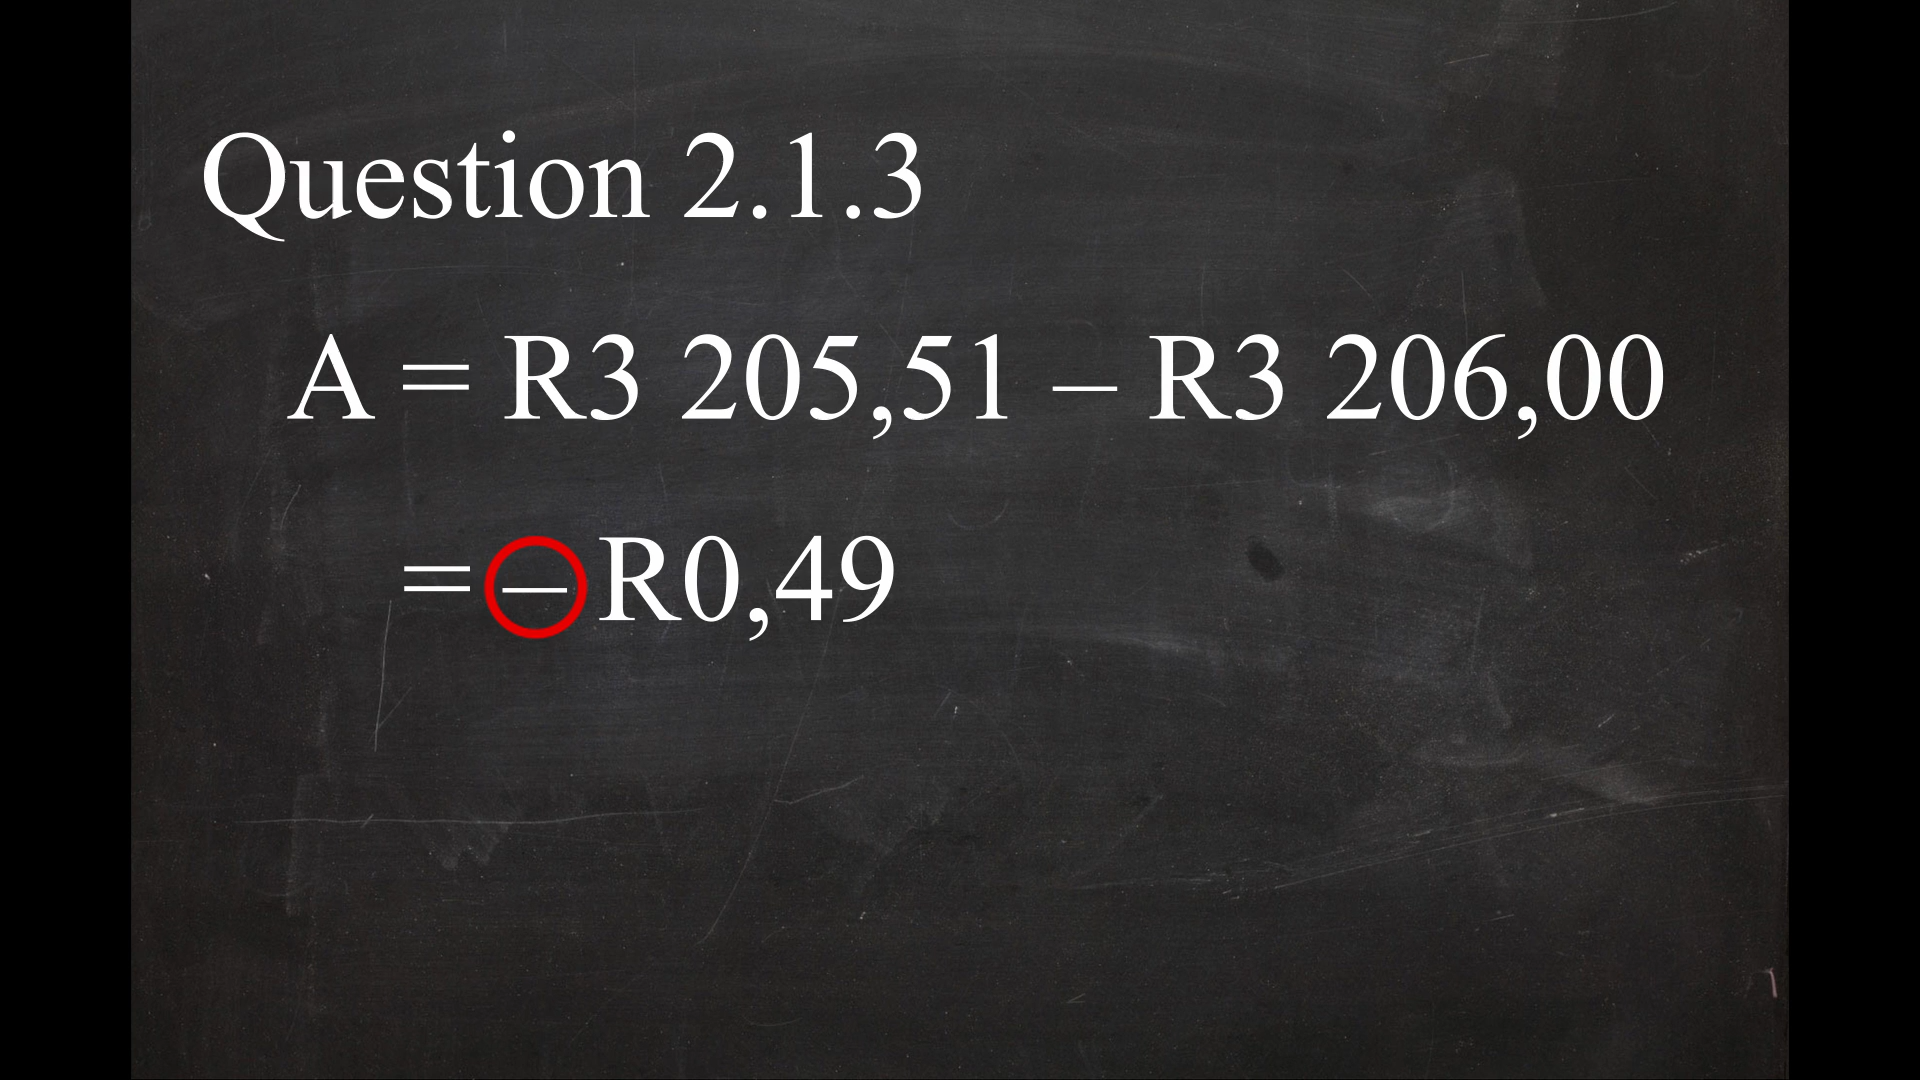 Question 2.1.3
A = R3 205,51 – R3 206,00
= – R0,49